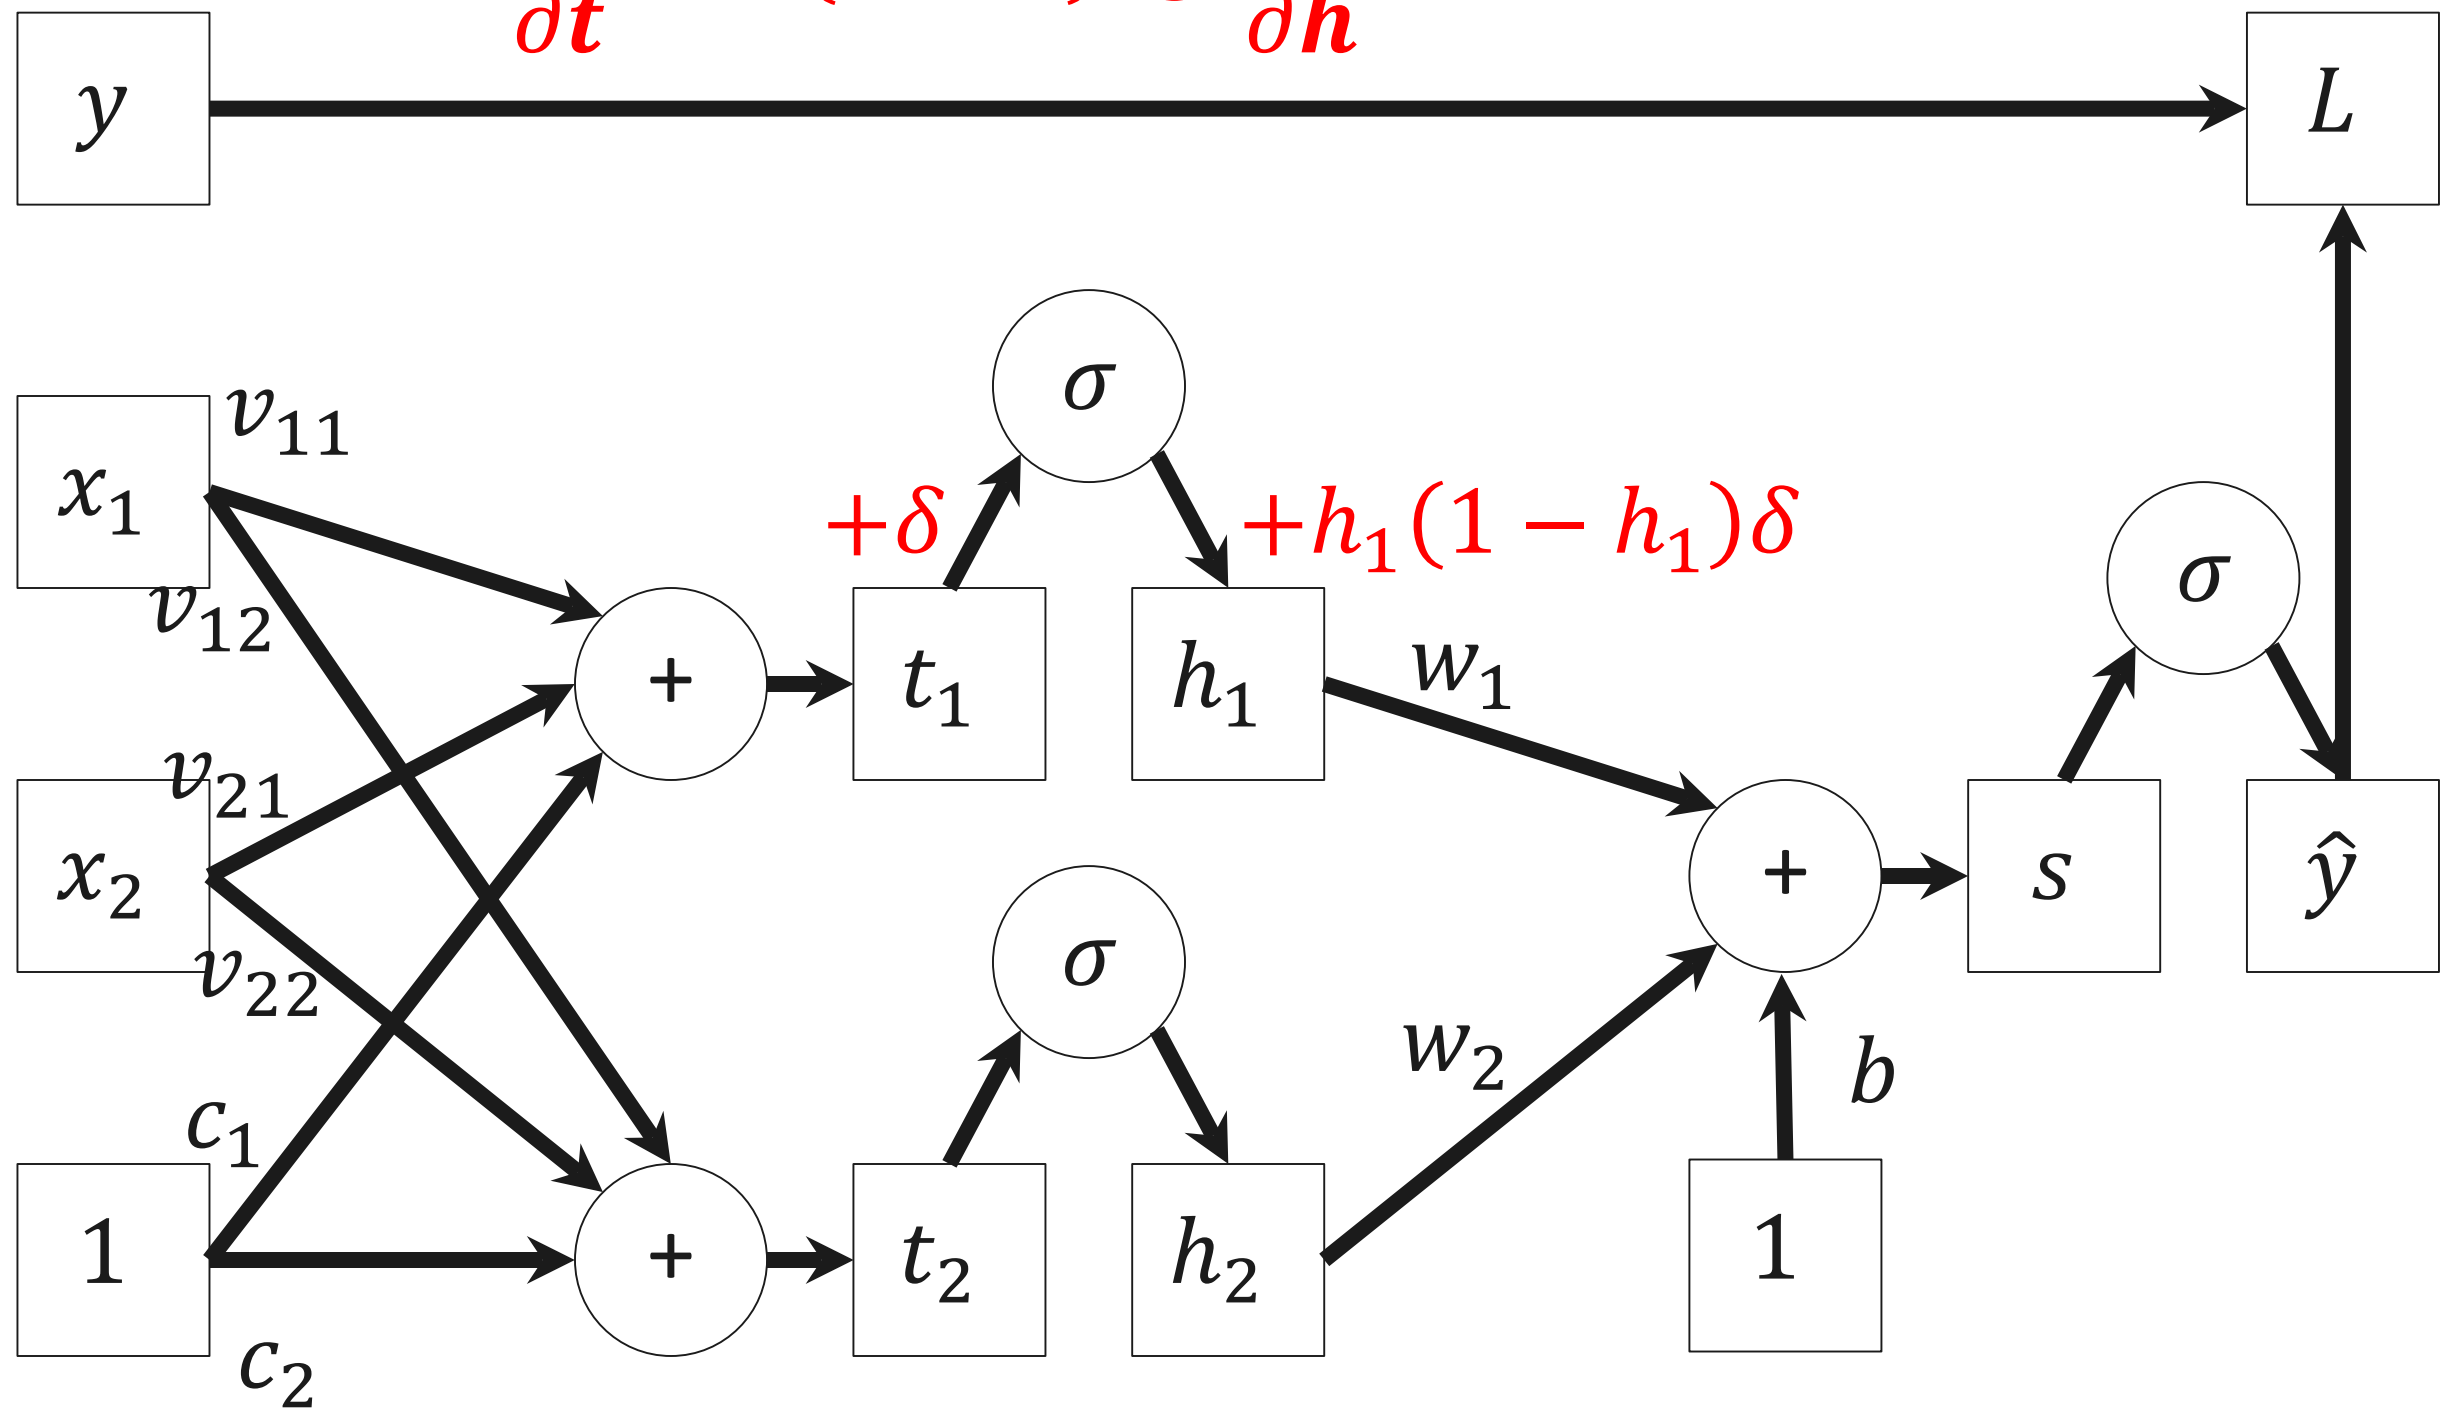 ∂t ∂h
y L
σ
v₁₁
x₁ +δ +h₁(1 − h₁)δ
σ
v₁₂
+ t₁ h₁ w₁
v₂₁
x₂ + s ŷ
σ
v₂₂
w₂ b
c₁
1 + t₂ h₂ 1
c₂